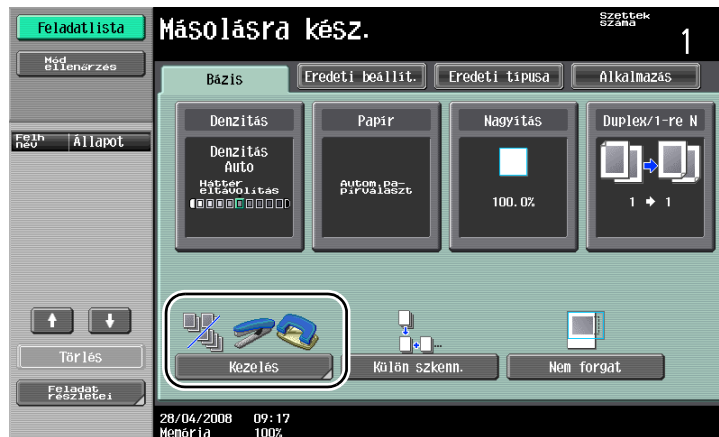 Feladatlista
Mód
ellenőrzés
Felh
név
Állapot
Törlés
Feladat
részletei
Másolásra kész.
Szettek
száma
1
Bázis
Eredeti beállít.
Eredeti típusa
Alkalmazás
Denzitás
Denzitás
Auto
Háttér
eltávolítás
Papír
Autom.pa-
pírválaszt
Nagyítás
100.0%
Duplex/1-re N
1 ➔ 1
Kezelés
Külön szkenn.
Nem forgat
28/04/2008 09:17
Memória 100%